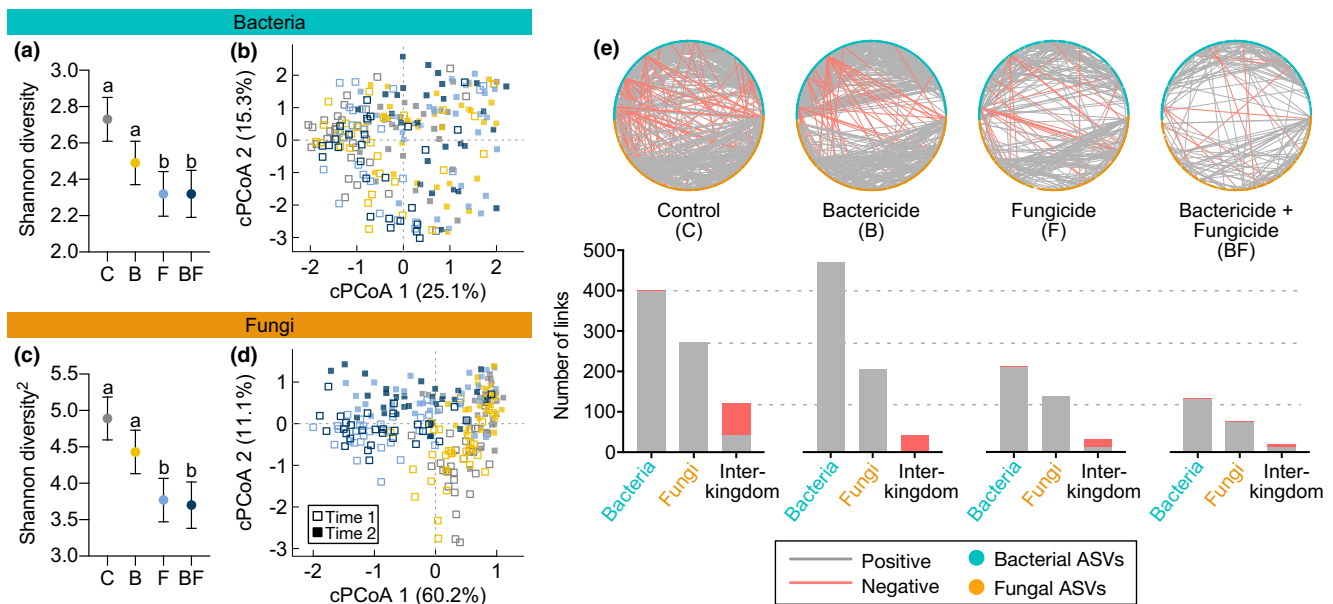 Bacteria
(a)
Shannon diversity
3.0
2.8
2.6
2.4
2.2
2.0
a
a
b
b
C B F BF
(b)
cPCoA 2 (15.3%)
2
1
0
-1
-2
-3
-2 -1 0 1 2
cPCoA 1 (25.1%)
Fungi
(c)
Shannon diversity²
5.5
5.0
4.5
4.0
3.5
3.0
a
a
b
b
C B F BF
(d)
cPCoA 2 (11.1%)
1
0
-1
-2
-3
Time 1
Time 2
-2 -1 0 1
cPCoA 1 (60.2%)
(e)
Control
(C)
Bactericide
(B)
Fungicide
(F)
Bactericide +
Fungicide
(BF)
Number of links
500
400
300
200
100
0
Bacteria Fungi Inter-
kingdom
Bacteria Fungi Inter-
kingdom
Bacteria Fungi Inter-
kingdom
Bacteria Fungi Inter-
kingdom
Positive
Negative
Bacterial ASVs
Fungal ASVs